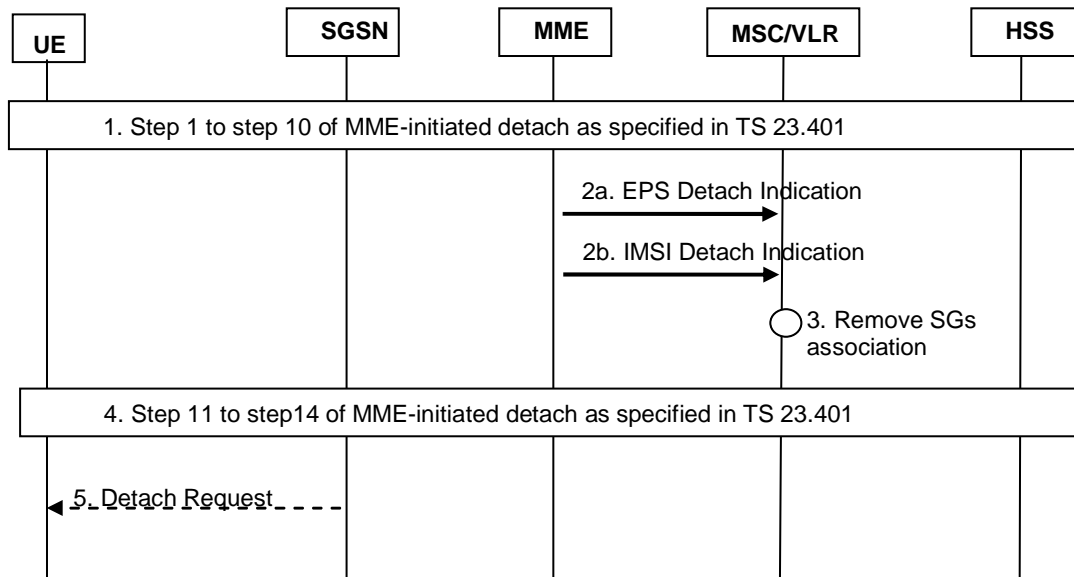 UE
SGSN
MME
MSC/VLR
HSS
1. Step 1 to step 10 of MME-initiated detach as specified in TS 23.401
2a. EPS Detach Indication
2b. IMSI Detach Indication
3. Remove SGs
association
4. Step 11 to step14 of MME-initiated detach as specified in TS 23.401
5. Detach Request